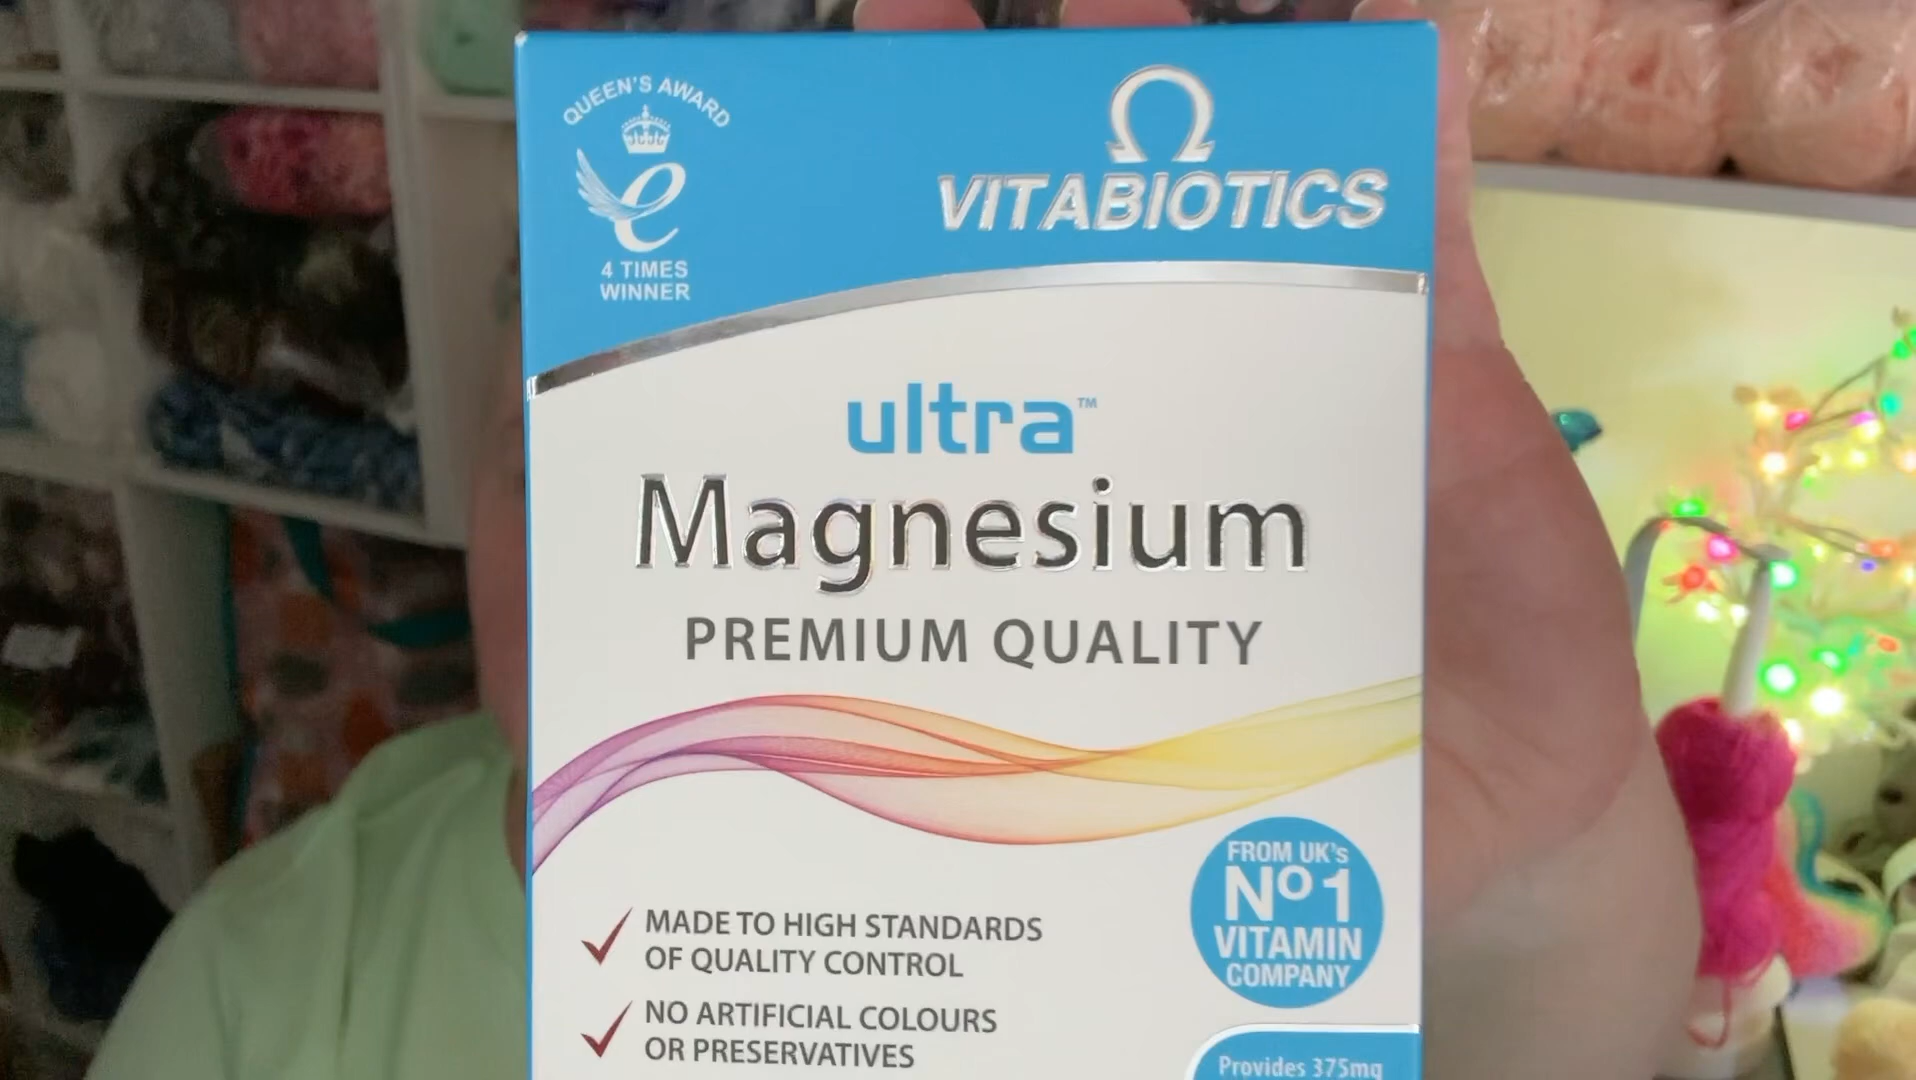 QUEEN'S AWARD
e
4 TIMES
WINNER
Ω
VITABIOTICS
ultra™
Magnesium
PREMIUM QUALITY
FROM UK's
Nº1
VITAMIN
COMPANY
MADE TO HIGH STANDARDS
OF QUALITY CONTROL
NO ARTIFICIAL COLOURS
OR PRESERVATIVES
Provides 375mg